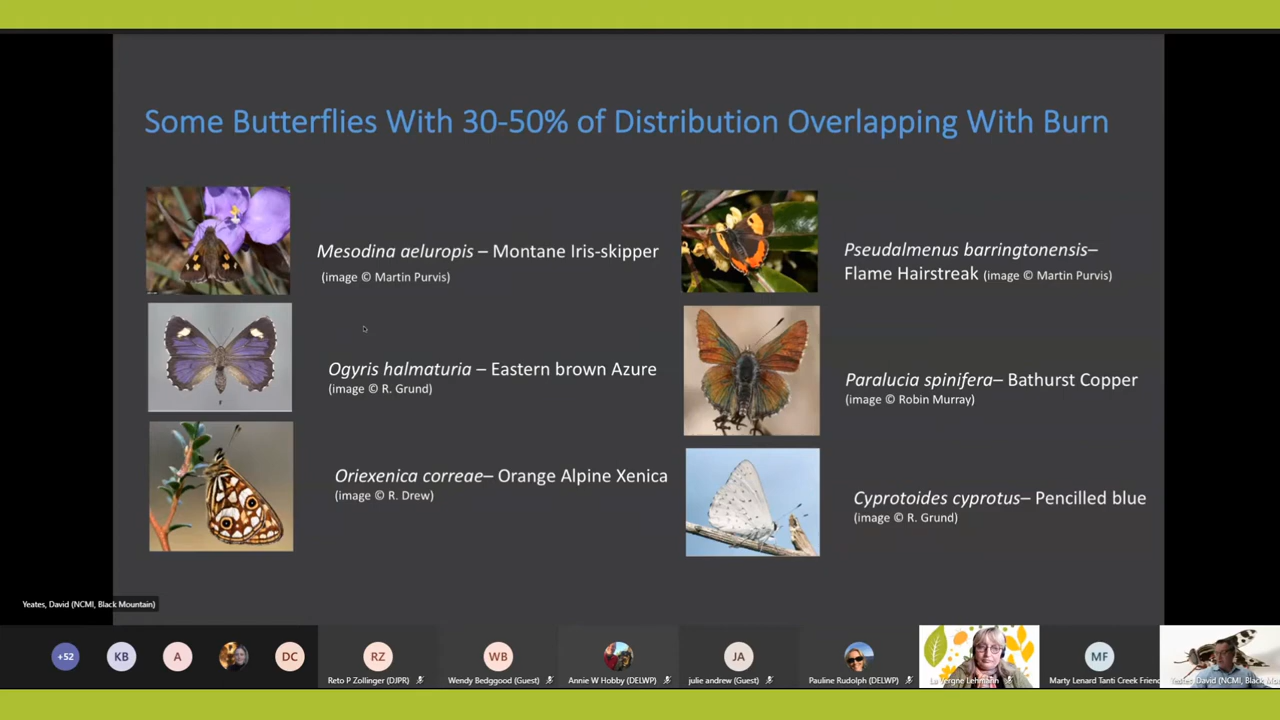 Some Butterflies With 30-50% of Distribution Overlapping With Burn
Mesodina aeluropis – Montane Iris-skipper
(image © Martin Purvis)
Ogyris halmaturia – Eastern brown Azure
(image © R. Grund)
Oriexenica correae– Orange Alpine Xenica
(image © R. Drew)
Pseudalmenus barringtonensis–
Flame Hairstreak (image © Martin Purvis)
Paralucia spinifera– Bathurst Copper
(image © Robin Murray)
Cyprotoides cyprotus– Pencilled blue
(image © R. Grund)
Yeates, David (NCMI, Black Mountain)
+52
KB
A
DC
RZ
Reto P Zollinger (DJPR)
WB
Wendy Bedggood (Guest)
Annie W Hobby (DELWP)
JA
julie andrew (Guest)
Pauline Rudolph (DELWP)
La Vergne Lehmann
MF
Marty Lenard Tanti Creek Friend
Yeates, David (NCMI, Black Mou